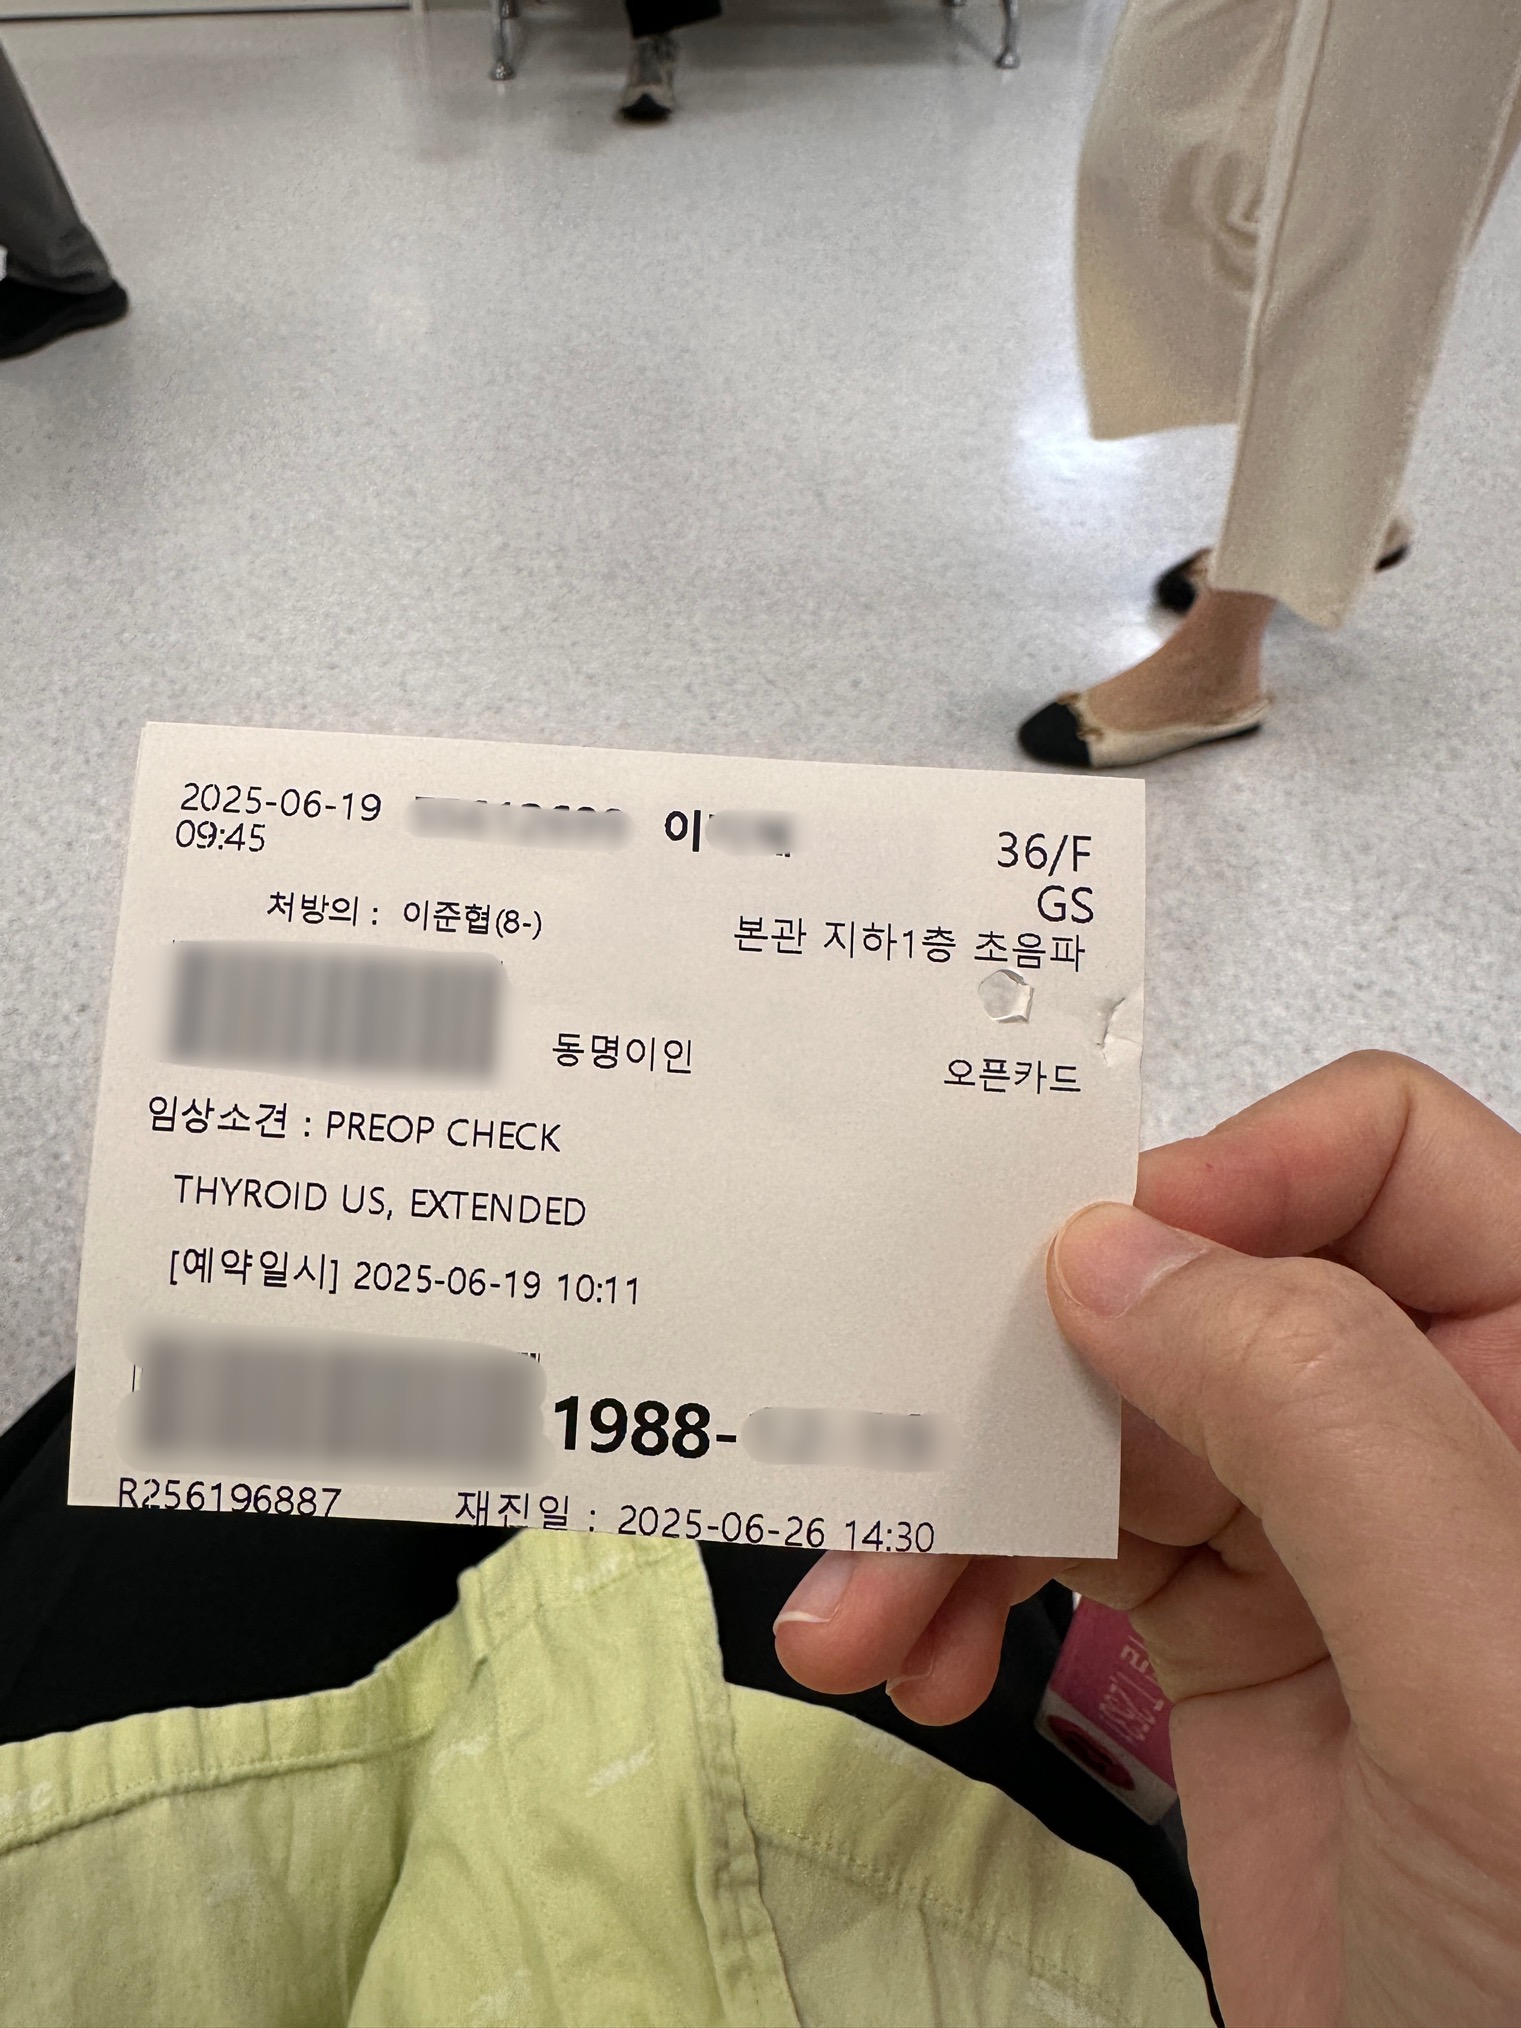 2025-06-19
09:45
이
36/F
GS
처방의 : 이준협(8-)
본관 지하1층 초음파
동명이인
오픈카드
임상소견 : PREOP CHECK
THYROID US, EXTENDED
[예약일시] 2025-06-19 10:11
1988-
R256196887
재진일 : 2025-06-26 14:30